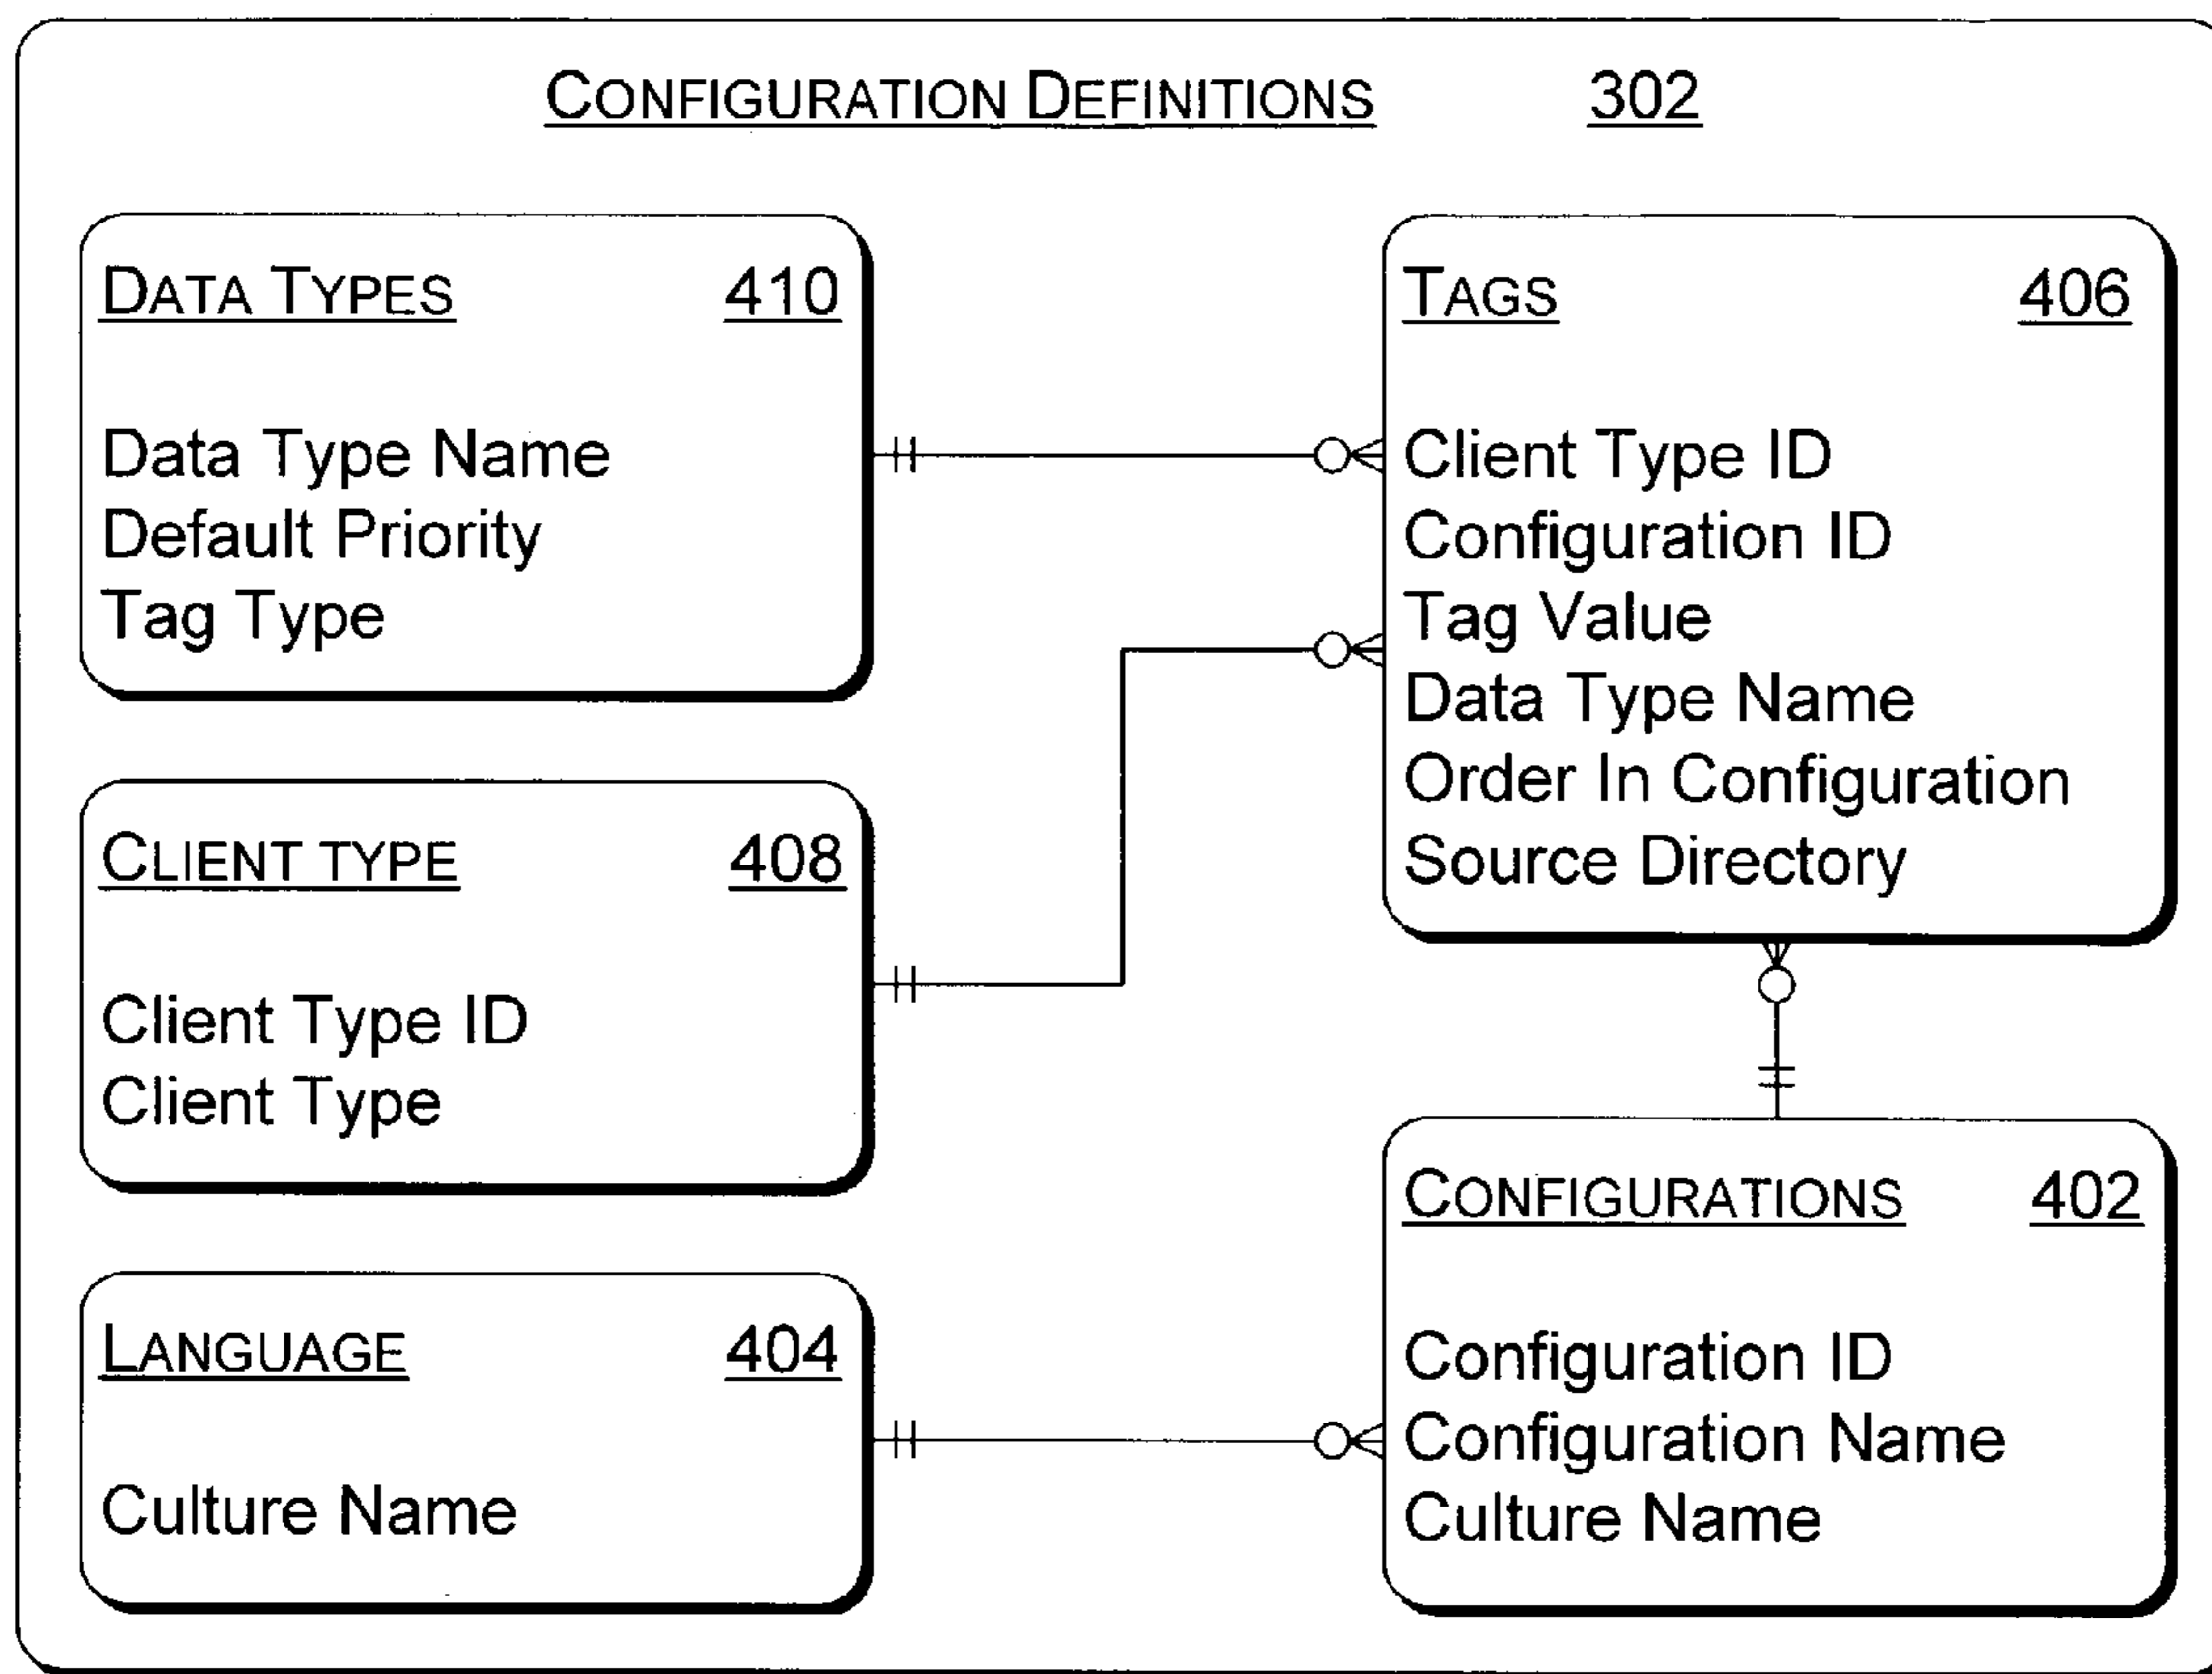 CONFIGURATION DEFINITIONS 302
DATA TYPES 410
Data Type Name
Default Priority
Tag Type
CLIENT TYPE 408
Client Type ID
Client Type
LANGUAGE 404
Culture Name
TAGS 406
Client Type ID
Configuration ID
Tag Value
Data Type Name
Order In Configuration
Source Directory
CONFIGURATIONS 402
Configuration ID
Configuration Name
Culture Name